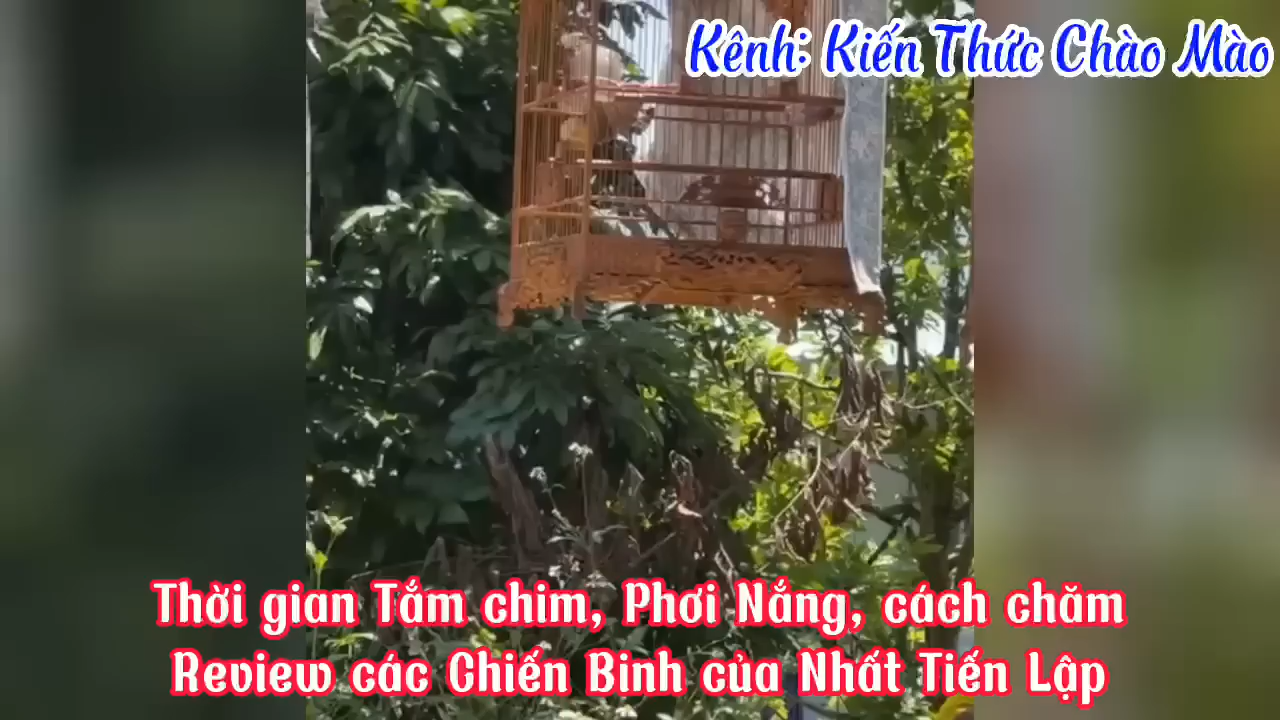 Kênh: Kiến Thức Chào Mào
Thời gian Tắm chim, Phơi Nắng, cách chăm
Review các Chiến Binh của Nhất Tiến Lập